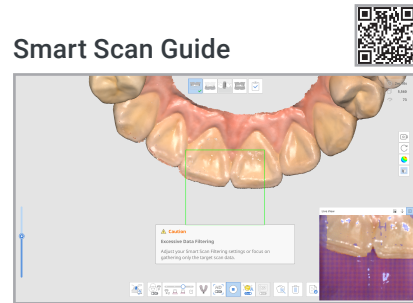 Smart Scan Guide
Caution
Excessive Data Filtering
Adjust your Smart Scan Filtering settings or focus on
gathering only the target scan data.